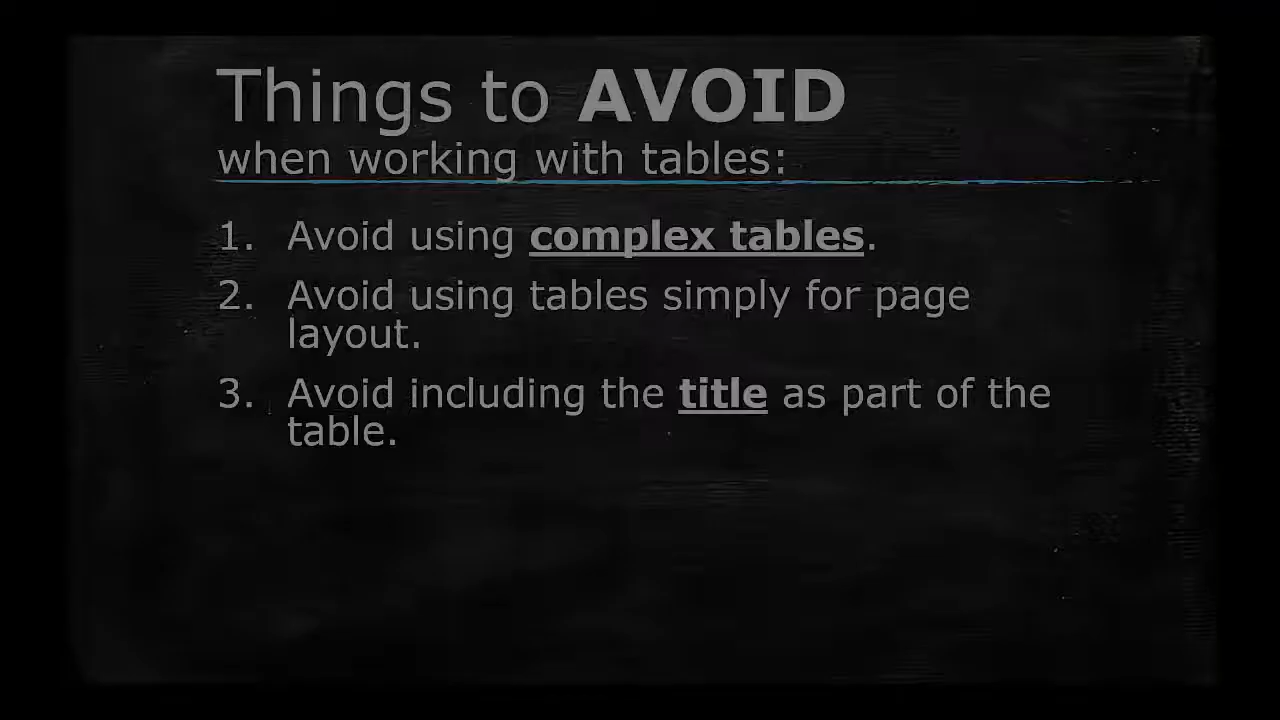 Things to AVOID
when working with tables:
1. Avoid using complex tables.
2. Avoid using tables simply for page
layout.
3. Avoid including the title as part of the
table.